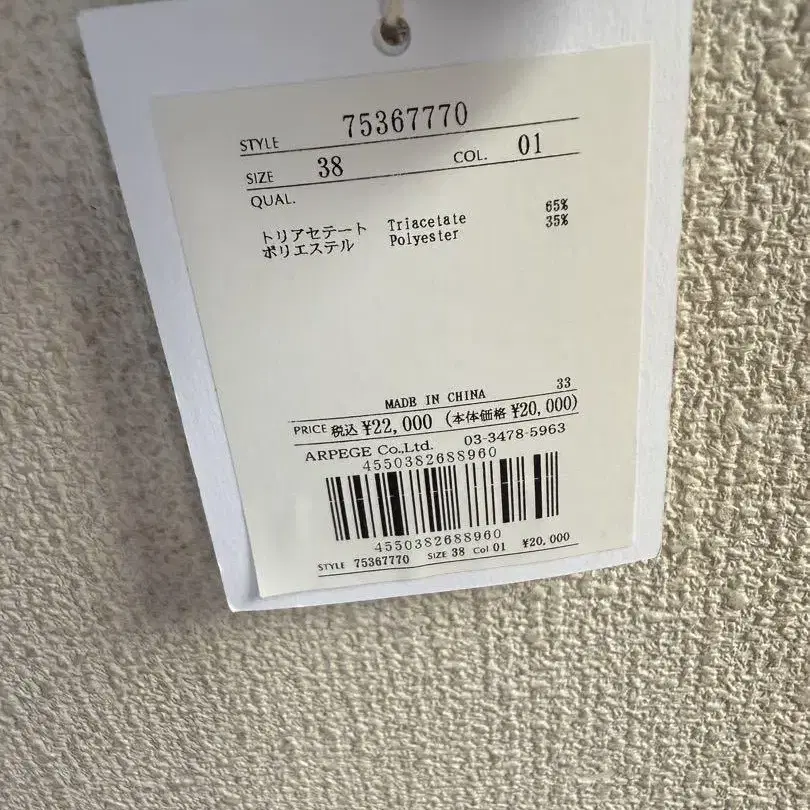 STYLE 75367770
SIZE 38 COL. 01
QUAL.
トリアセテート Triacetate 65%
ポリエステル Polyester 35%
MADE IN CHINA 33
PRICE 税込 ¥22,000 (本体価格 ¥20,000)
ARPEGE Co.,Ltd. 03-3478-5963
4550382688960
4550382688960
STYLE 75367770 SIZE 38 Col 01 ¥20,000